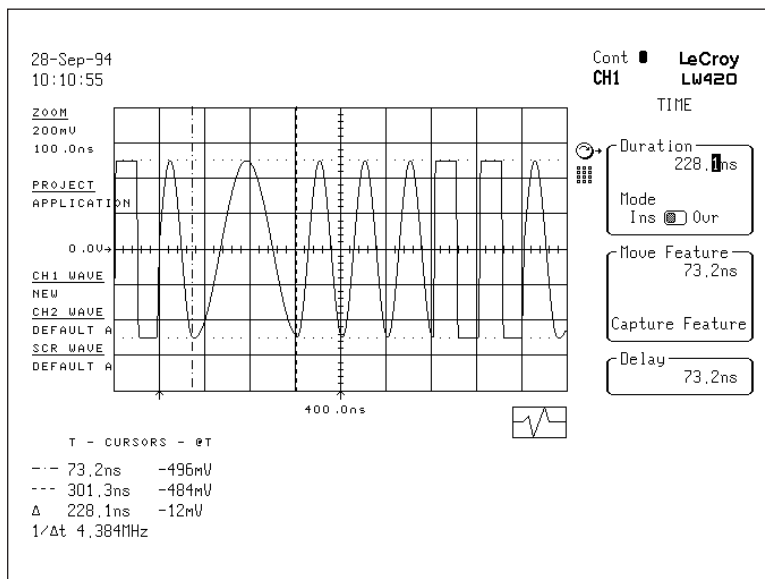 28-Sep-94
10:10:55
Cont
CH1
LeCroy
LW420
TIME
ZOOM
200mV
100.0ns
PROJECT
APPLICATION
0.0V
CH1 WAVE
NEW
CH2 WAVE
DEFAULT A
SCR WAVE
DEFAULT A
400.0ns
Duration
228.1ns
Mode
Ins Ovr
Move Feature
73.2ns
Capture Feature
Delay
73.2ns
T - CURSORS - @T
73.2ns -496mV
301.3ns -484mV
Δ 228.1ns -12mV
1/Δt 4.384MHz